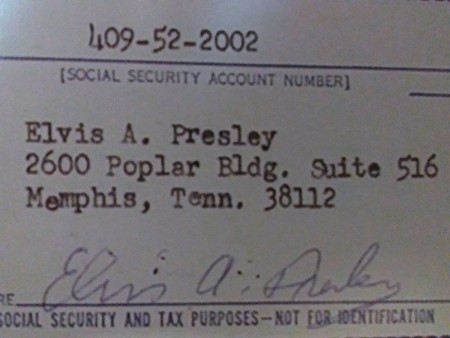 409-52-2002
[SOCIAL SECURITY ACCOUNT NUMBER]
Elvis A. Presley
2600 Poplar Bldg. Suite 516
Memphis, Tenn. 38112
Elvis A. Presley
RE
SOCIAL SECURITY AND TAX PURPOSES—NOT FOR IDENTIFICATION